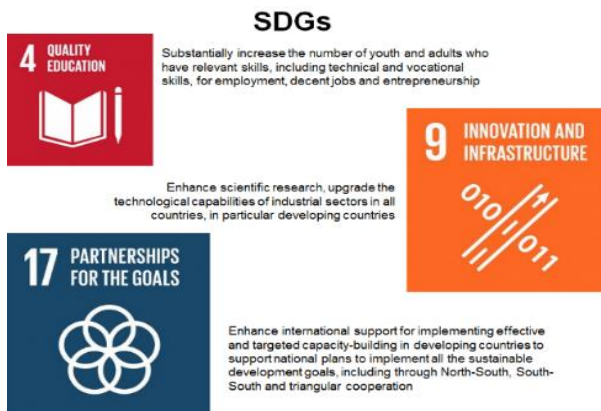 SDGs
4 QUALITY
EDUCATION
Substantially increase the number of youth and adults who
have relevant skills, including technical and vocational
skills, for employment, decent jobs and entrepreneurship
9 INNOVATION AND
INFRASTRUCTURE
010
011
Enhance scientific research, upgrade the
technological capabilities of industrial sectors in all
countries, in particular developing countries
17 PARTNERSHIPS
FOR THE GOALS
Enhance international support for implementing effective
and targeted capacity-building in developing countries to
support national plans to implement all the sustainable
development goals, including through North-South, South-
South and triangular cooperation